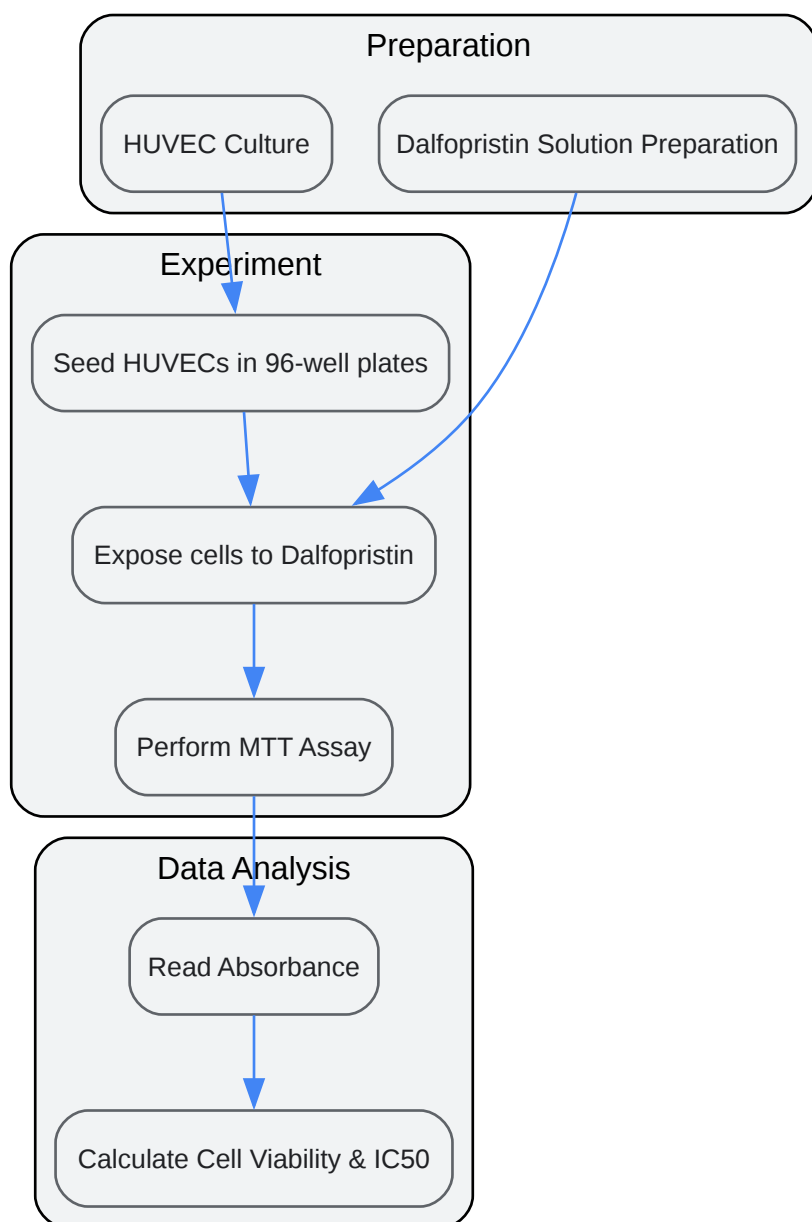 Preparation
HUVEC Culture
Dalfopristin Solution Preparation
Experiment
Seed HUVECs in 96-well plates
Expose cells to Dalfopristin
Perform MTT Assay
Data Analysis
Read Absorbance
Calculate Cell Viability & IC50